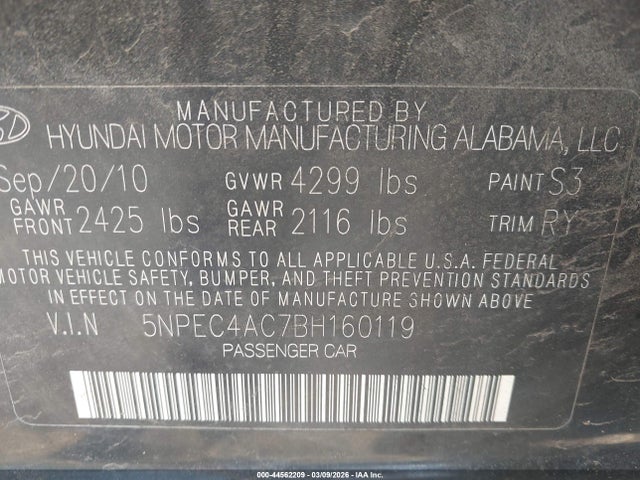 MANUFACTURED BY
HYUNDAI MOTOR MANUFACTURING ALABAMA, LLC
Sep/20/10 GVWR 4299 lbs PAINT S3
GAWR FRONT 2425 lbs GAWR REAR 2116 lbs TRIM RY
THIS VEHICLE CONFORMS TO ALL APPLICABLE U.S.A. FEDERAL
MOTOR VEHICLE SAFETY, BUMPER, AND THEFT PREVENTION STANDARDS
IN EFFECT ON THE DATE OF MANUFACTURE SHOWN ABOVE.
V.I.N 5NPEC4AC7BH160119
PASSENGER CAR
000-44562209 - 03/09/2026 - IAA Inc.